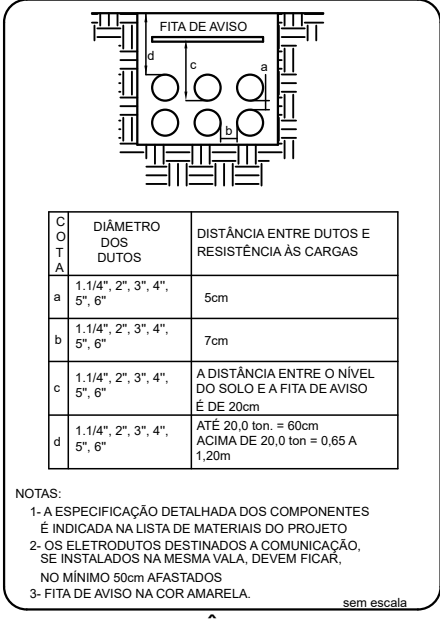 FITA DE AVISO
d
c
a
b
COTA
DIÂMETRO
DOS
DUTOS
DISTÂNCIA ENTRE DUTOS E
RESISTÊNCIA ÀS CARGAS
a
1.1/4", 2", 3", 4",
5", 6"
5cm
b
1.1/4", 2", 3", 4",
5", 6"
7cm
c
1.1/4", 2", 3", 4",
5", 6"
A DISTÂNCIA ENTRE O NÍVEL
DO SOLO E A FITA DE AVISO
É DE 20cm
d
1.1/4", 2", 3", 4",
5", 6"
ATÉ 20,0 ton. = 60cm
ACIMA DE 20,0 ton = 0,65 A
1,20m
NOTAS:
1- A ESPECIFICAÇÃO DETALHADA DOS COMPONENTES
É INDICADA NA LISTA DE MATERIAIS DO PROJETO
2- OS ELETRODUTOS DESTINADOS A COMUNICAÇÃO,
SE INSTALADOS NA MESMA VALA, DEVEM FICAR,
NO MÍNIMO 50cm AFASTADOS
3- FITA DE AVISO NA COR AMARELA.
sem escala